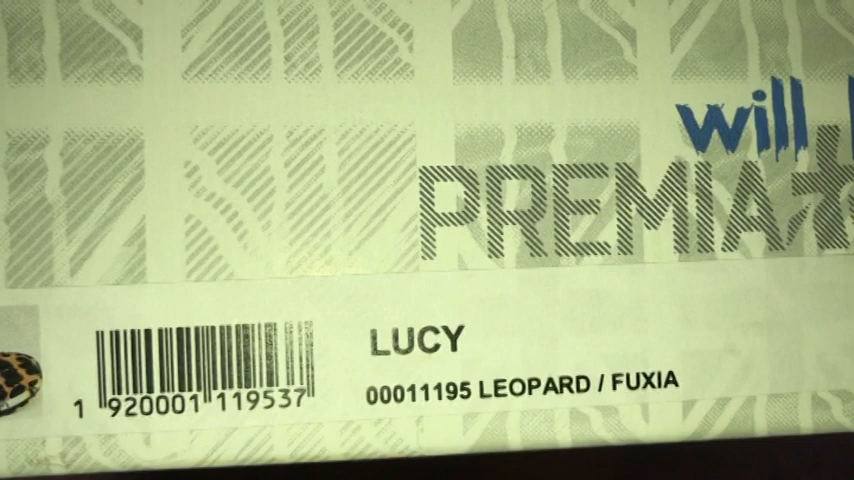 will
PREMIA
LUCY
00011195 LEOPARD / FUXIA
1 920001 119537